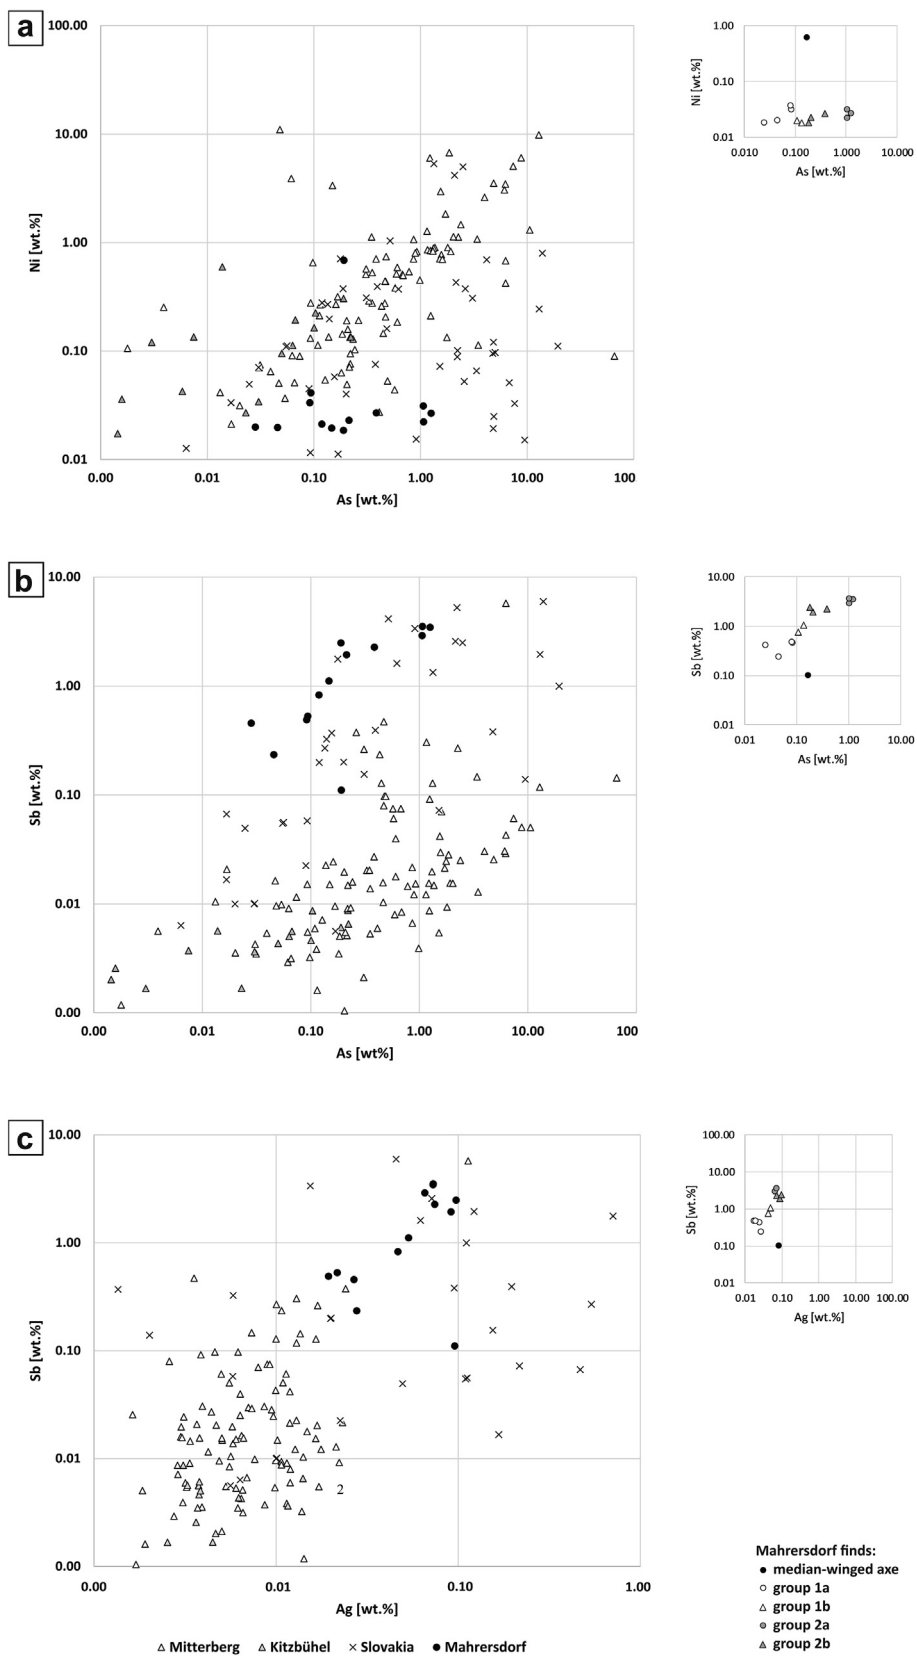 a
100.00
10.00
1.00
0.10
0.01
Ni [wt.%]
0.00 0.01 0.10 1.00 10.00 100
As [wt.%]
1.00
0.10
0.01
Ni [wt.%]
0.010 0.100 1.000 10.000
As [wt.%]
b
10.00
1.00
0.10
0.01
0.00
Sb [wt.%]
0.00 0.01 0.10 1.00 10.00 100
As [wt%]
10.00
1.00
0.10
0.01
Sb [wt.%]
0.01 0.10 1.00 10.00
As [wt.%]
c
10.00
1.00
0.10
0.01
0.00
Sb [wt.%]
2
0.00 0.01 0.10 1.00
Ag [wt.%]
100.00
10.00
1.00
0.10
0.01
Sb [wt.%]
0.01 0.10 1.00 10.00 100.00
Ag [wt.%]
Mahrersdorf finds:
median-winged axe
group 1a
group 1b
group 2a
group 2b
Mitterberg Kitzbühel Slovakia Mahrersdorf